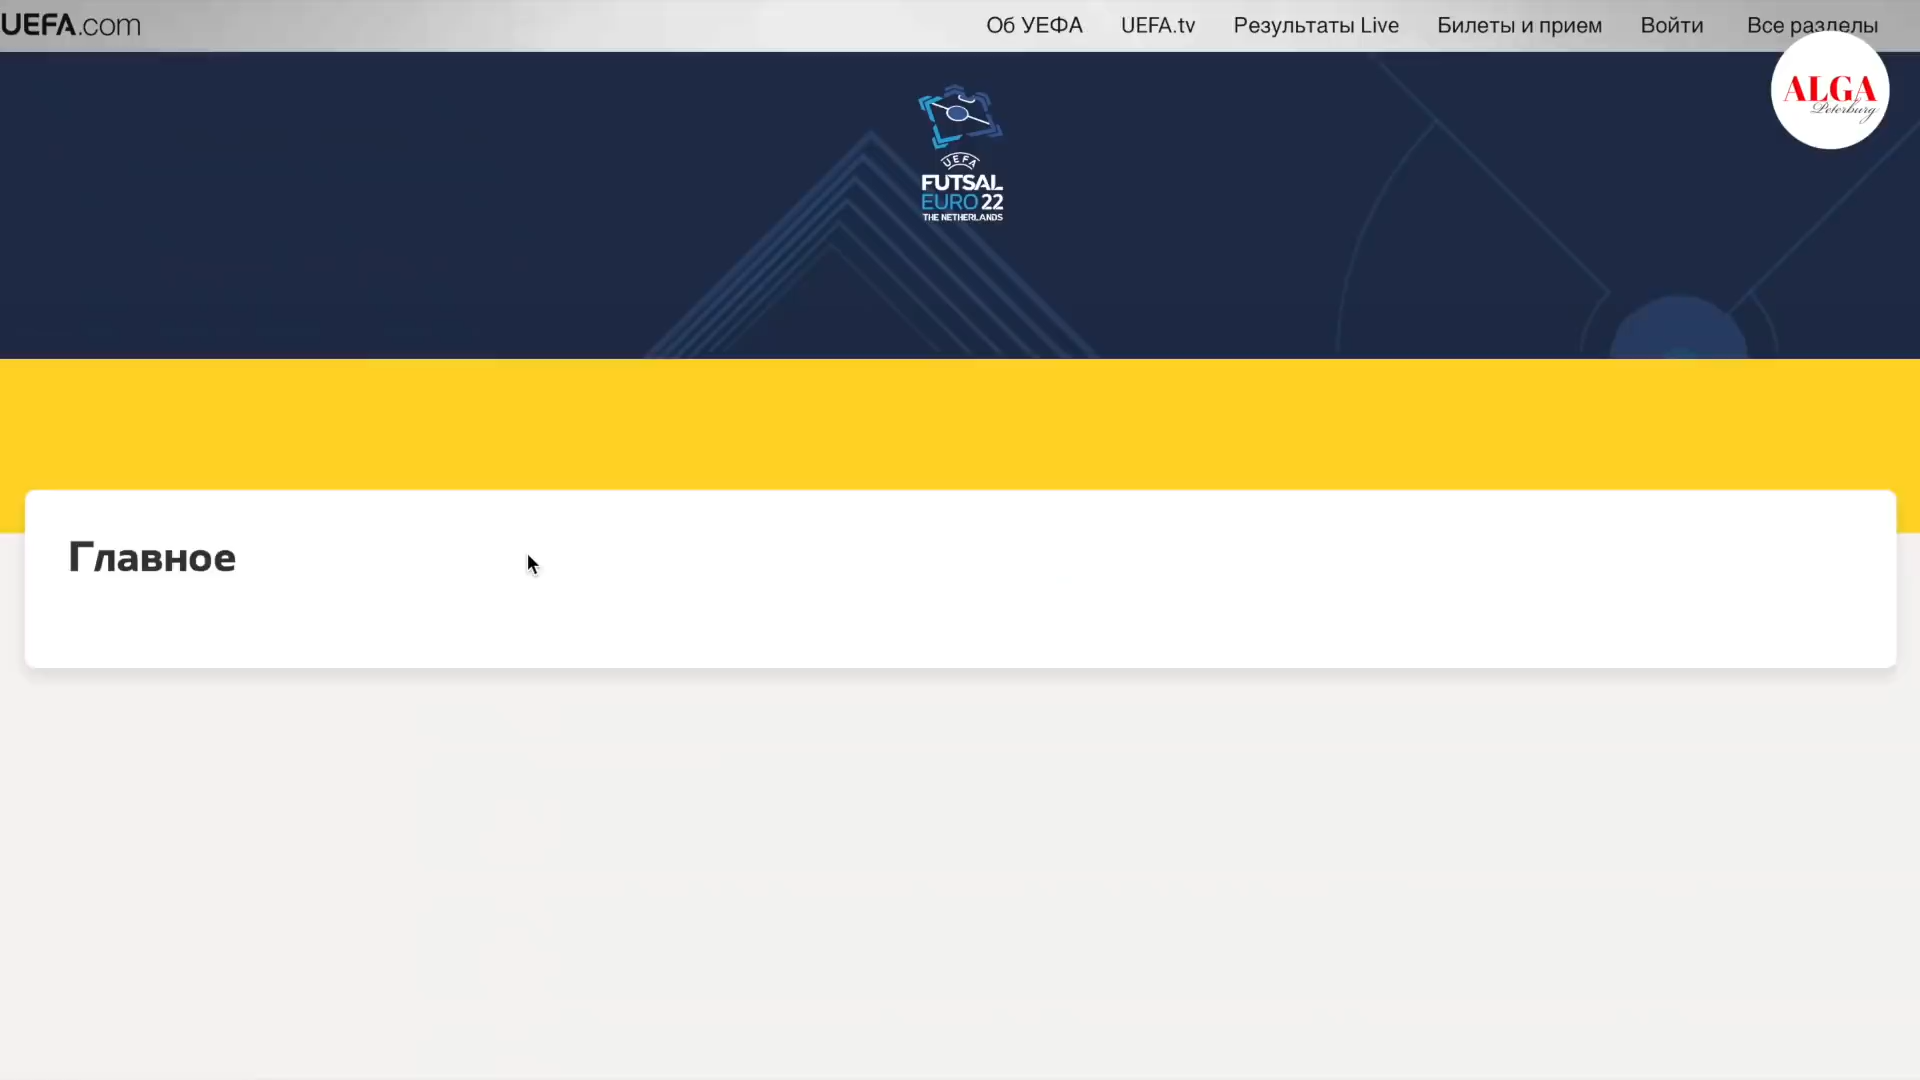 UEFA.com
Об УЕФА
UEFA.tv
Результаты Live
Билеты и прием
Войти
Все разделы
ALGA
Peterburg
UEFA
FUTSAL
EURO 22
THE NETHERLANDS
Главное